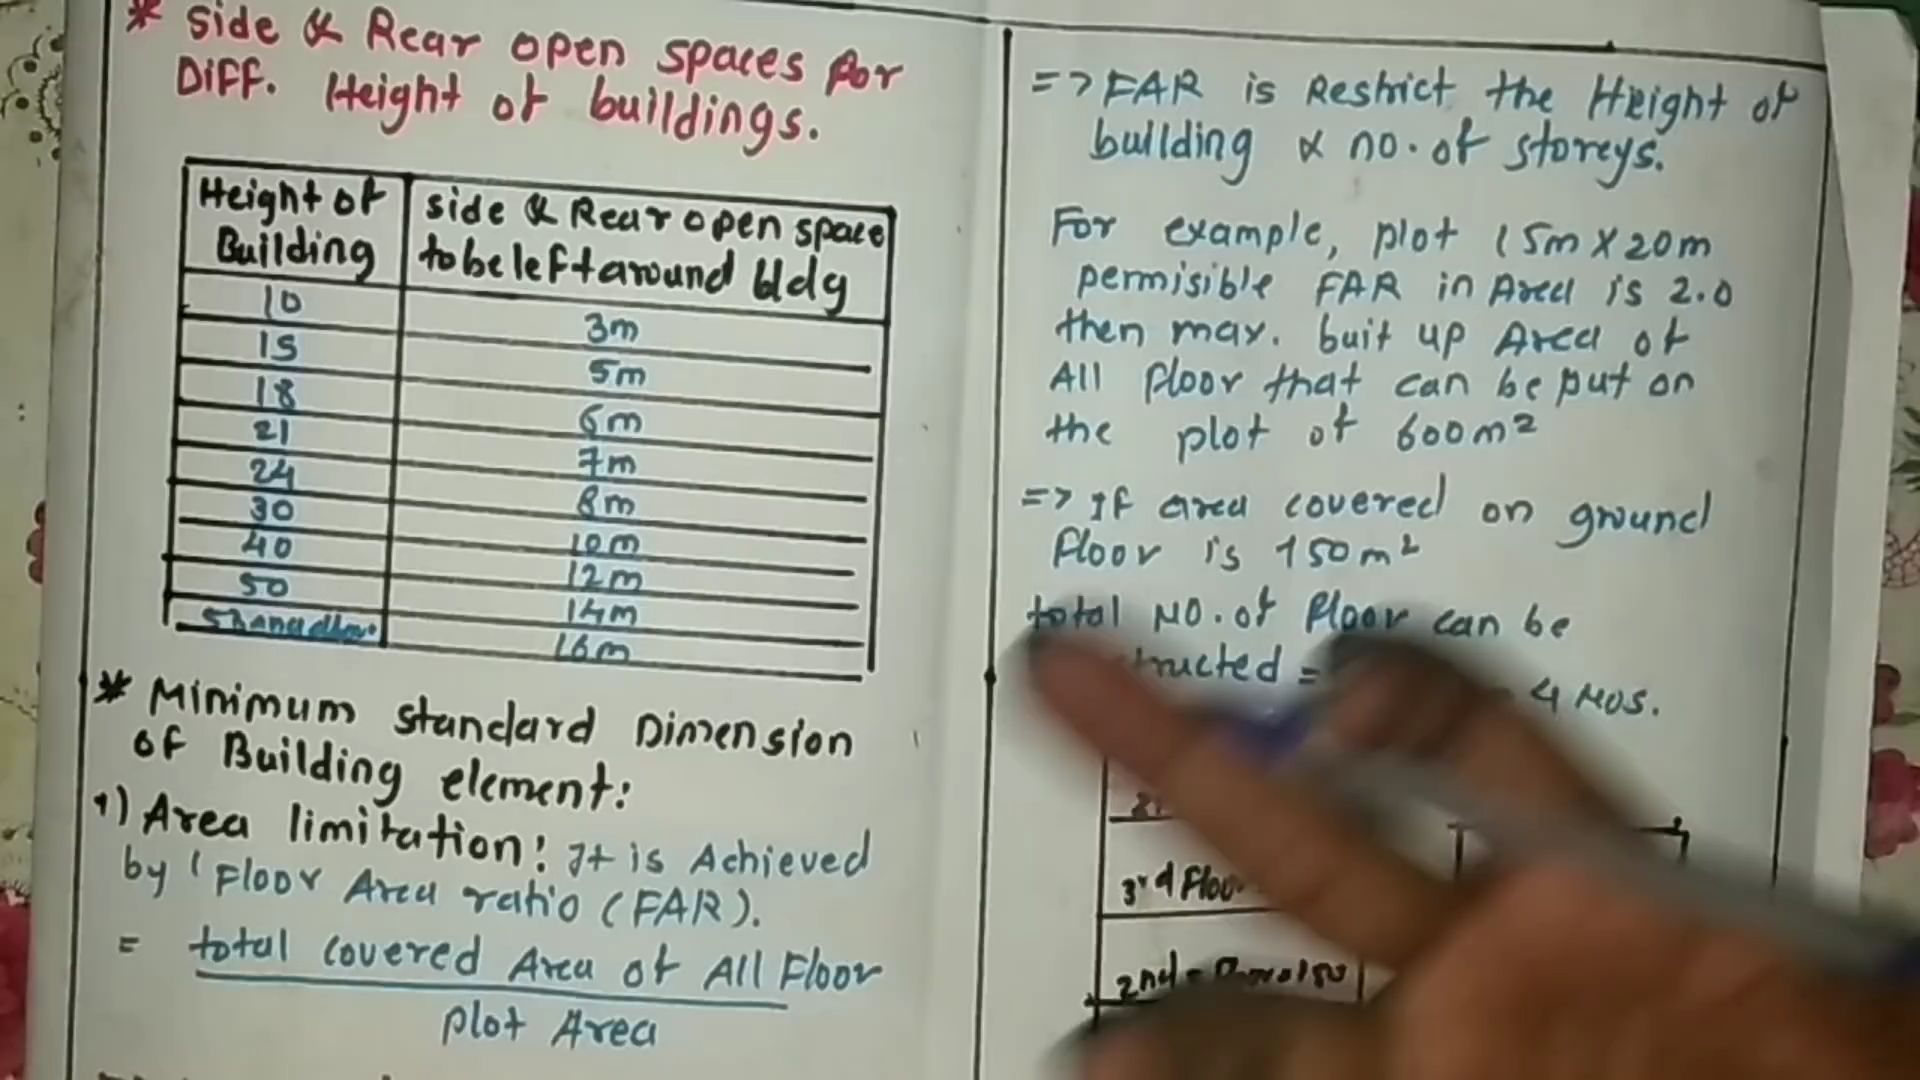 * Side & Rear open spaces for
Diff. Height of buildings.
Height of Building | side & Rear open space to be left around bldg
10 | 3m
15 | 5m
18 | 6m
21 | 7m
24 | 8m
30 | 10m
40 | 12m
50 | 14m
16m
* Minimum standard Dimension
of Building element:
1) Area limitation: It is Achieved
by 'Floor Area ratio (FAR).
= total covered Area of All Floor
plot Area
=> FAR is Restrict the Height of
building & no. of storeys.
For example, plot 15m X 20m
permisible FAR in Area is 2.0
then max. buit up Area of
All floor that can be put on
the plot of 600m²
=> If area covered on ground
floor is 150m²
total NO. of Floor can be
= 4 Nos.
3rd Floor
2nd